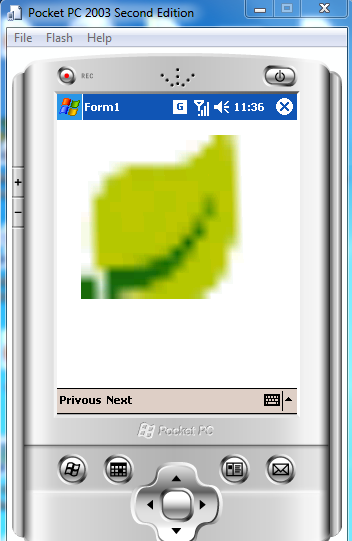 Pocket PC 2003 Second Edition
File Flash Help
REC
Form1 G 11:36
+
−
Privous Next
Pocket PC